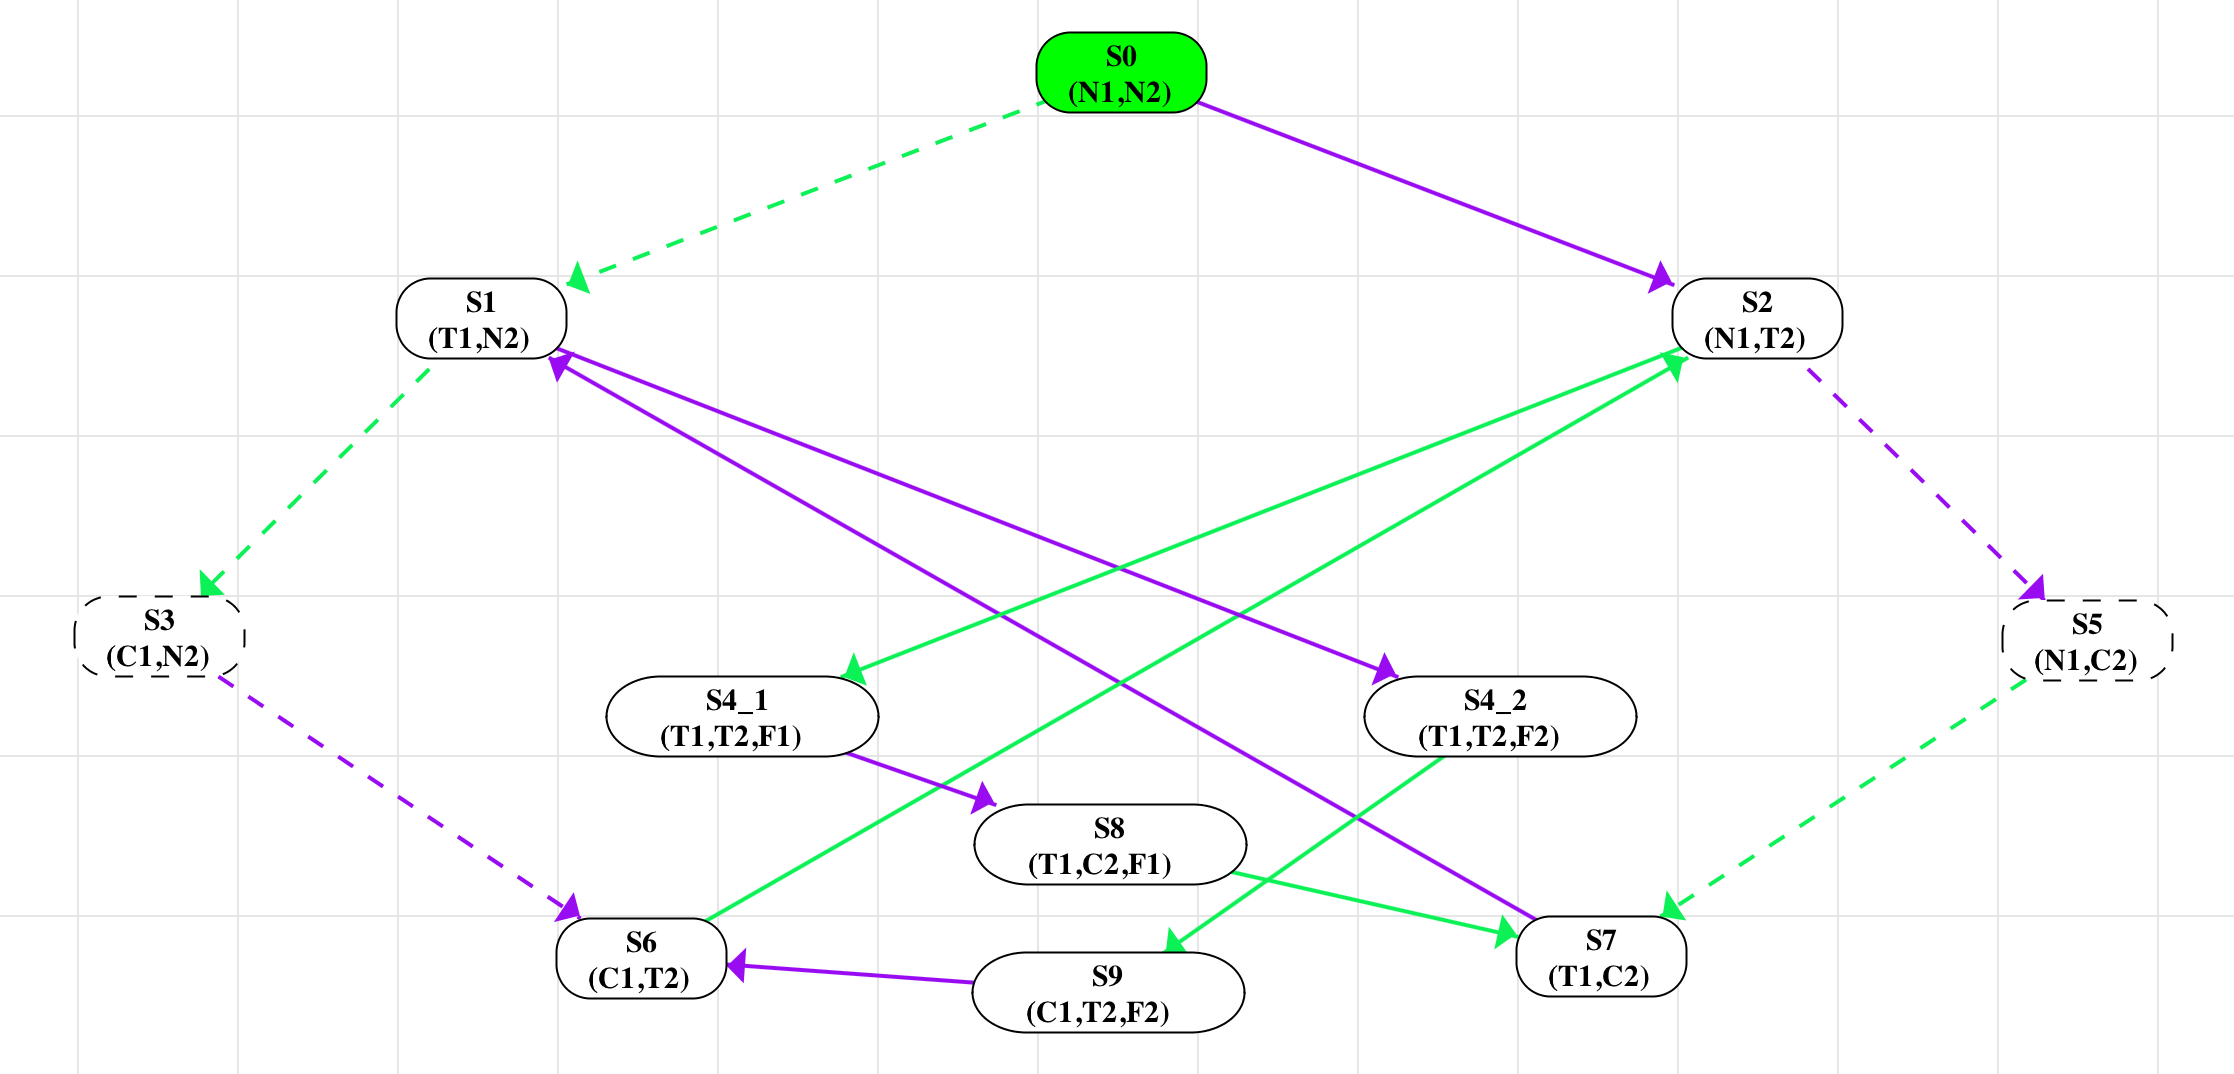 S0
(N1,N2)
S1
(T1,N2)
S2
(N1,T2)
S3
(C1,N2)
S5
(N1,C2)
S4_1
(T1,T2,F1)
S4_2
(T1,T2,F2)
S8
(T1,C2,F1)
S6
(C1,T2)
S9
(C1,T2,F2)
S7
(T1,C2)